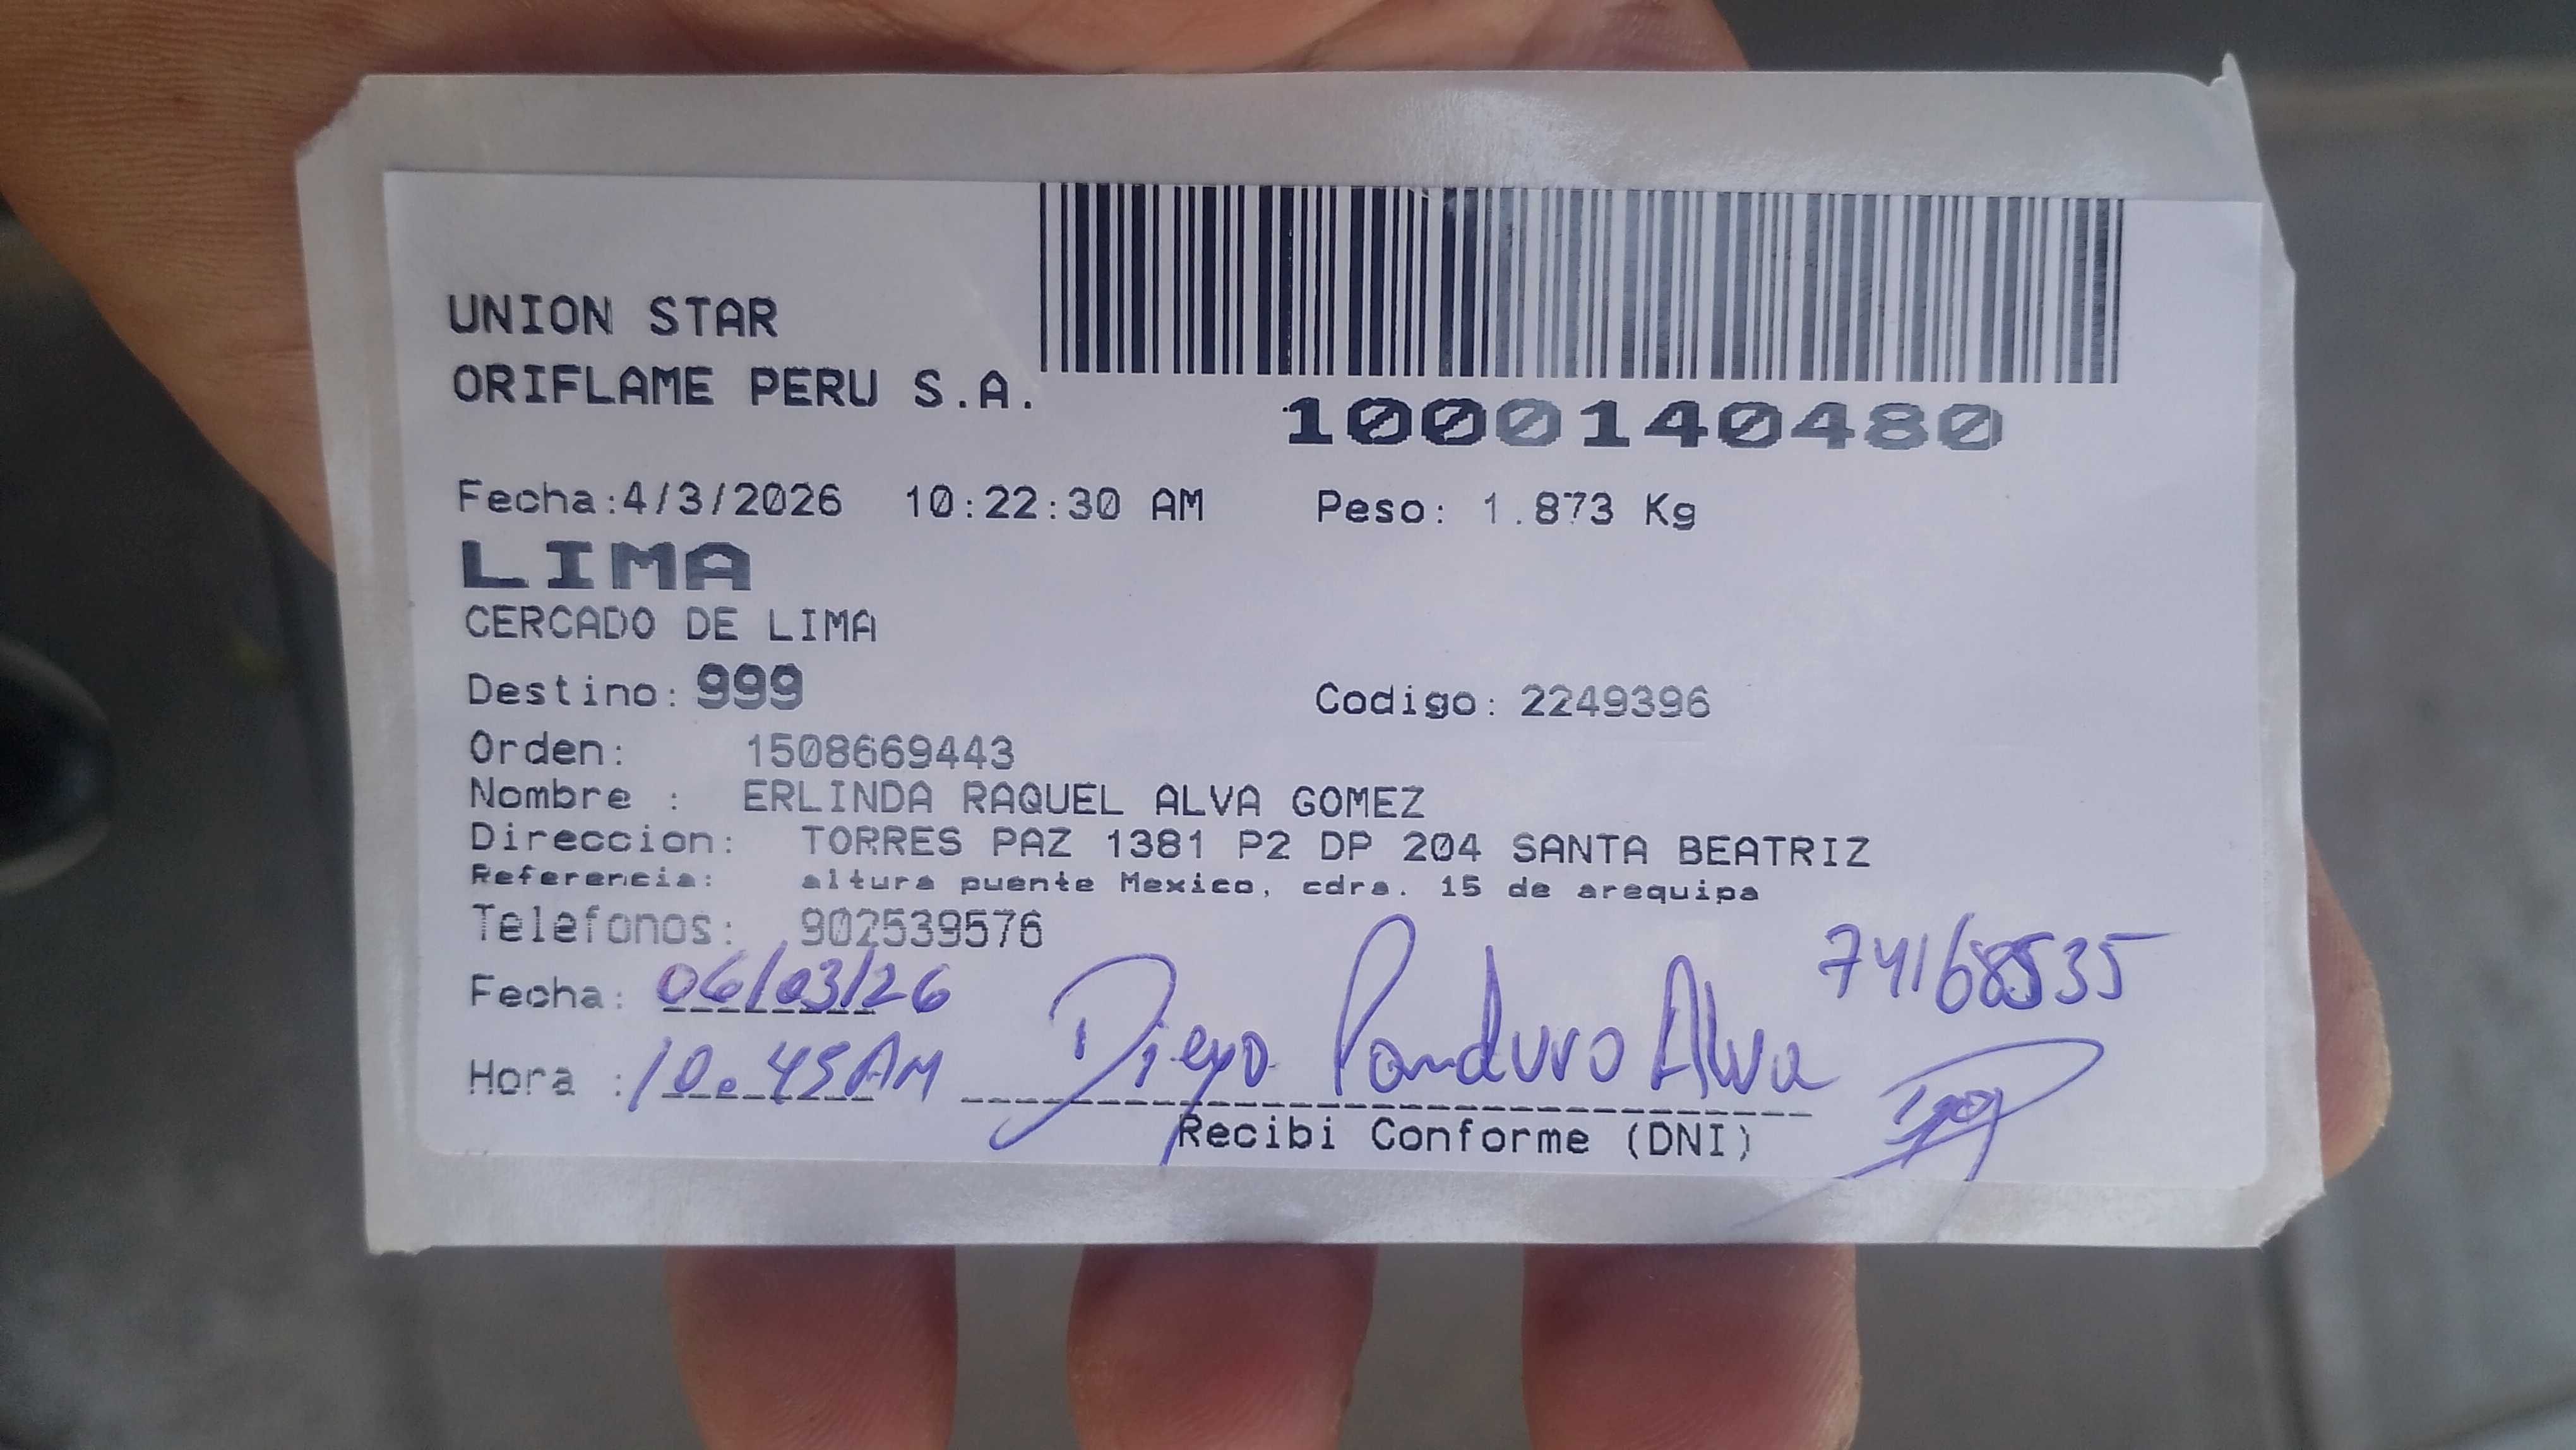 UNION STAR
ORIFLAME PERU S.A.
1000140480
Fecha:4/3/2026 10:22:30 AM Peso: 1.873 Kg
LIMA
CERCADO DE LIMA
Destino: 999 Codigo: 2249396
Orden: 1508669443
Nombre : ERLINDA RAQUEL ALVA GOMEZ
Direccion: TORRES PAZ 1381 P2 DP 204 SANTA BEATRIZ
Referencia: altura puente Mexico, cdra. 15 de arequipa
Telefonos: 902539576
74168535
Fecha: 06/03/26
Hora : 10:45AM Diego Panduro Alva
Recibi Conforme (DNI)